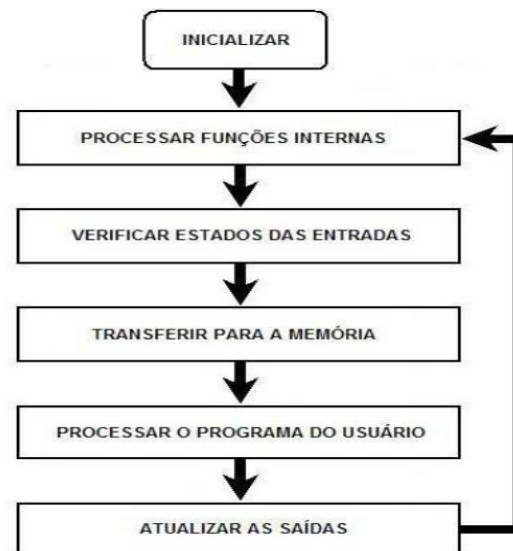 INICIALIZAR
PROCESSAR FUNÇÕES INTERNAS
VERIFICAR ESTADOS DAS ENTRADAS
TRANSFERIR PARA A MEMÓRIA
PROCESSAR O PROGRAMA DO USUÁRIO
ATUALIZAR AS SAÍDAS